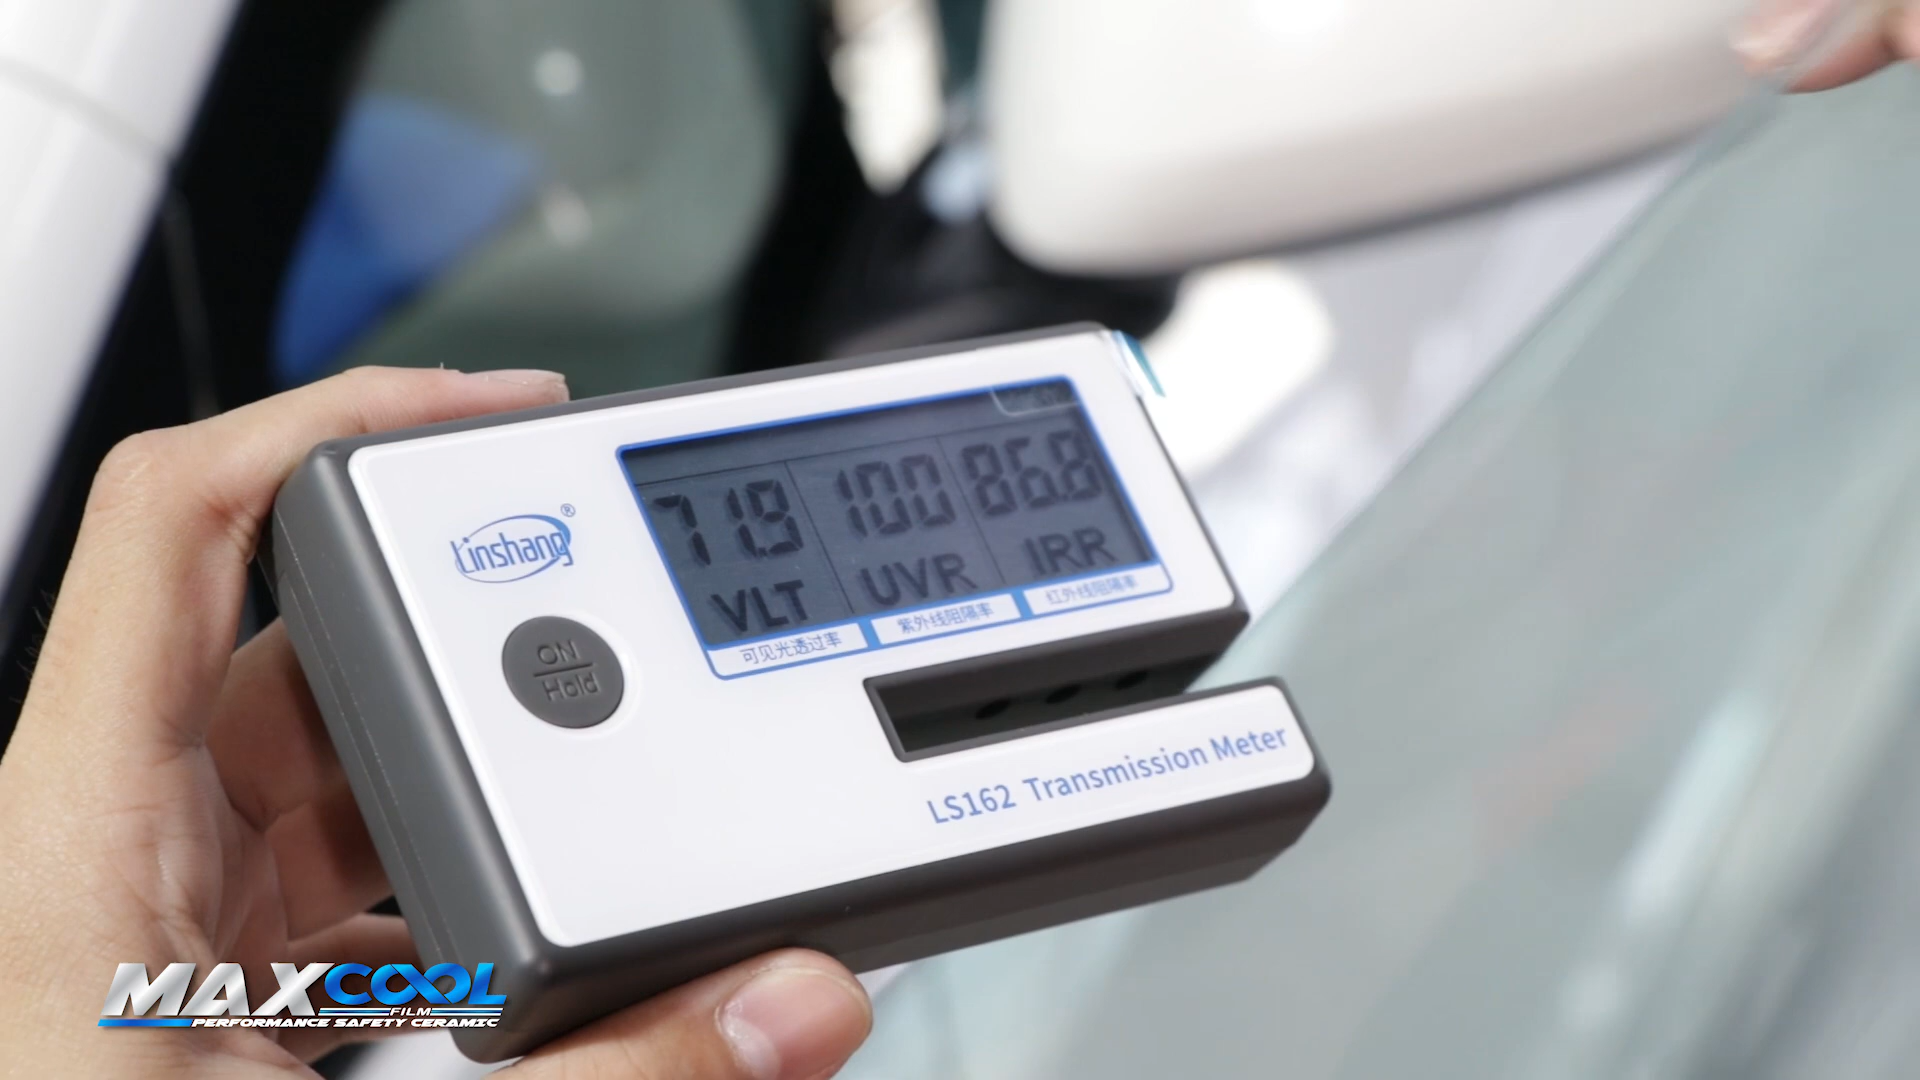 Linshang®
71.9
100
86.8
VLT
UVR
IRR
可见光透过率
紫外线阻隔率
红外线阻隔率
ON
Hold
LS162 Transmission Meter
MAXCOOL
FILM
PERFORMANCE SAFETY CERAMIC